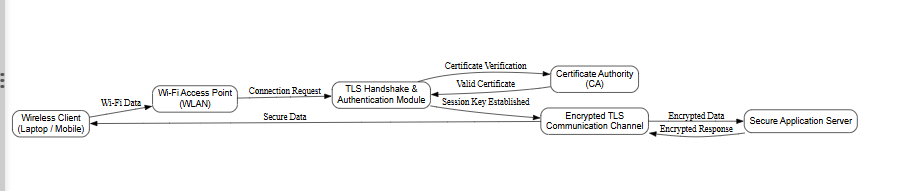 Certificate Verification
Certificate Authority
(CA)
Valid Certificate
Wi-Fi Access Point
(WLAN)
Connection Request
TLS Handshake &
Authentication Module
Wi-Fi Data
Session Key Established
Wireless Client
(Laptop / Mobile)
Secure Data
Encrypted TLS
Communication Channel
Encrypted Data
Encrypted Response
Secure Application Server